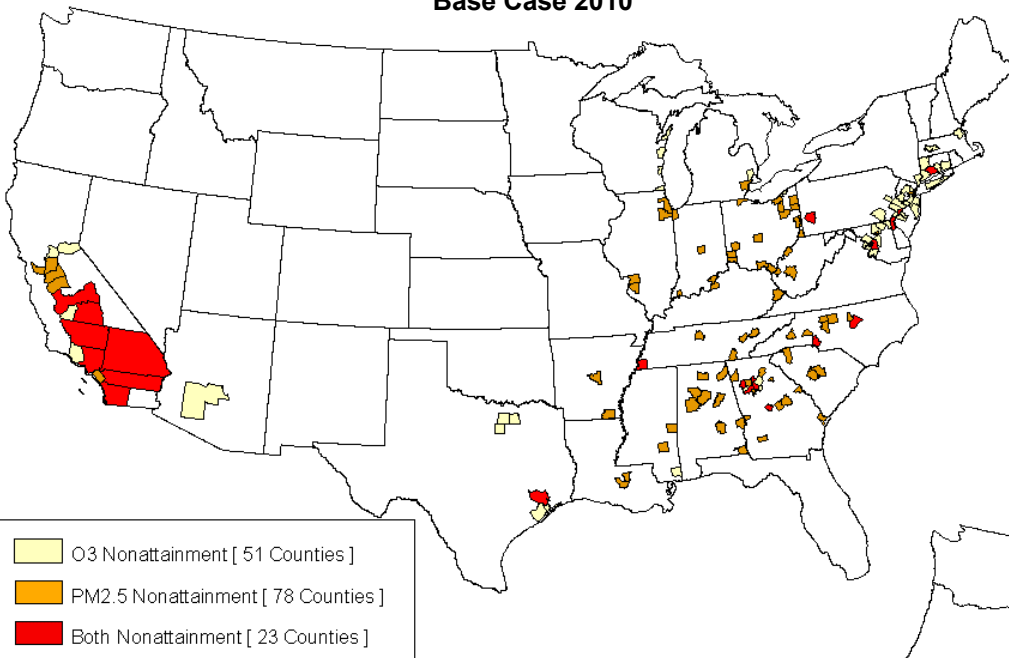 Base Case 2010
O3 Nonattainment [ 51 Counties ]
PM2.5 Nonattainment [ 78 Counties ]
Both Nonattainment [ 23 Counties ]